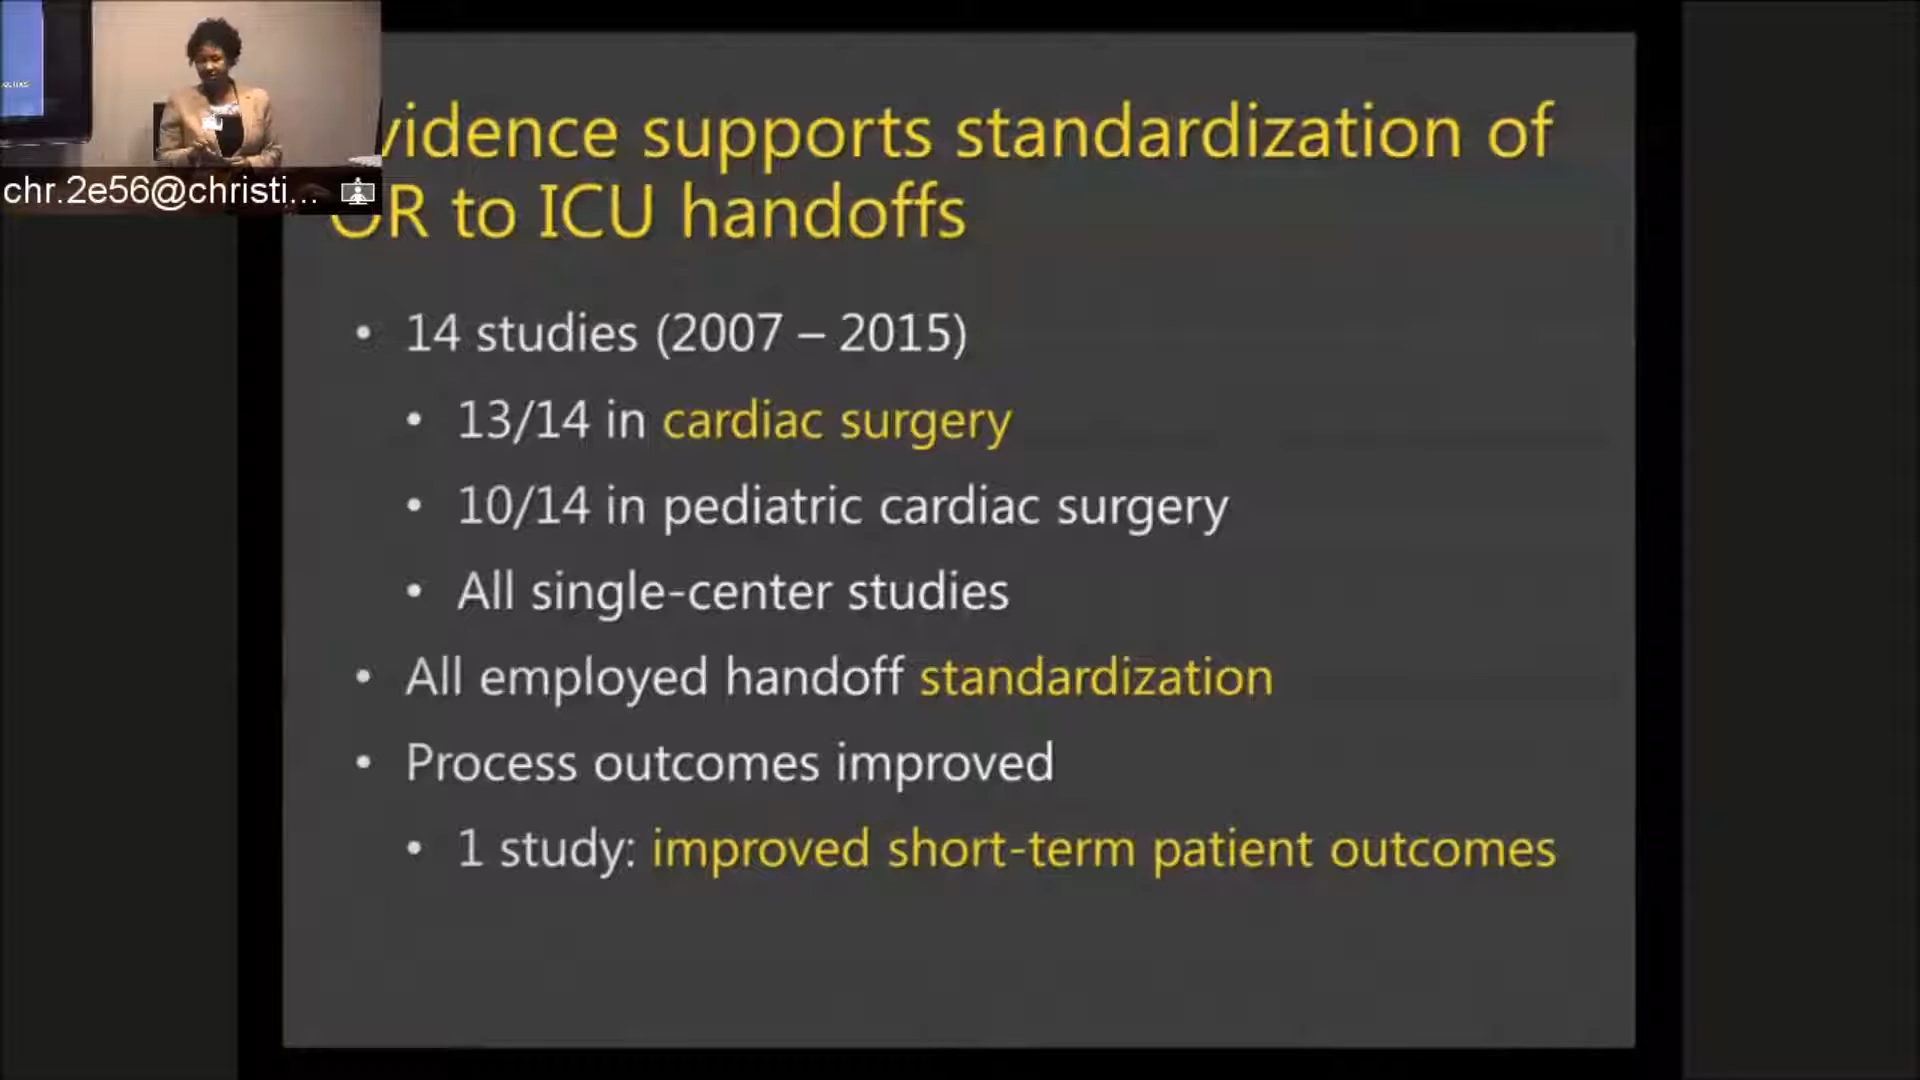 chr.2e56@christi...
vidence supports standardization of
OR to ICU handoffs
• 14 studies (2007 – 2015)
• 13/14 in cardiac surgery
• 10/14 in pediatric cardiac surgery
• All single-center studies
• All employed handoff standardization
• Process outcomes improved
• 1 study: improved short-term patient outcomes